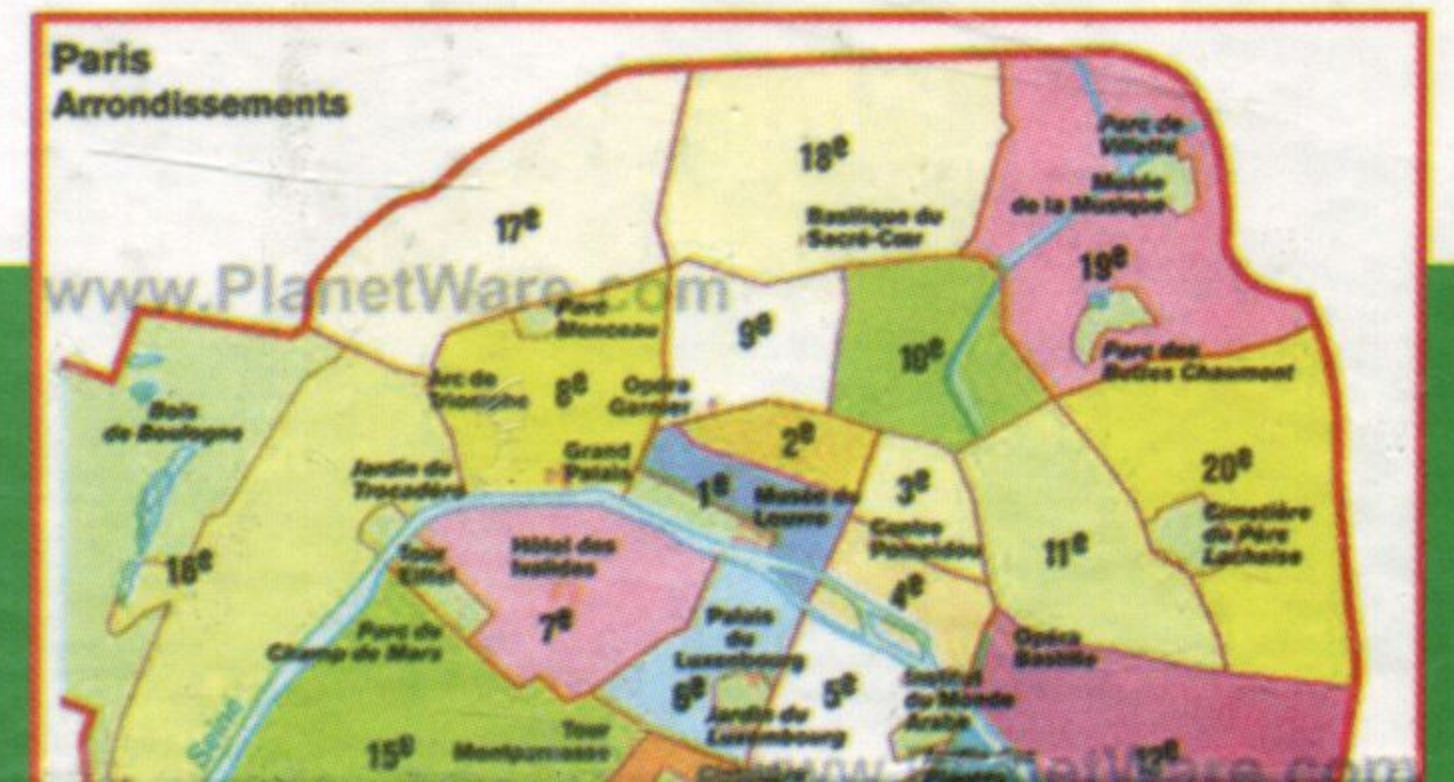 Paris
Arrondissements
18e
Parc de
Villette
Musée
de la Musique
17e
Basilique du
Sacré-Cœur
19e
www.PlanetWare.com
Parc
Monceau
9e
10e
Parc des
Buttes Chaumont
Arc de
Triomphe
8e
Opéra
Garnier
Bois
de Boulogne
2e
Grand
Palais
20e
Jardin du
Trocadéro
1e
Musée du
Louvre
3e
Cimetière
du Père
Lachaise
Centre
Pompidou
Tour
Eiffel
Hôtel des
Invalides
11e
16e
4e
7e
Palais
du
Luxembourg
Parc de
Champ de Mars
Opéra
Bastille
6e
5e
Institut
du Monde
Arabe
Jardin du
Luxembourg
Seine
15e
Tour
Montparnasse
12e
www.PlanetWare.com